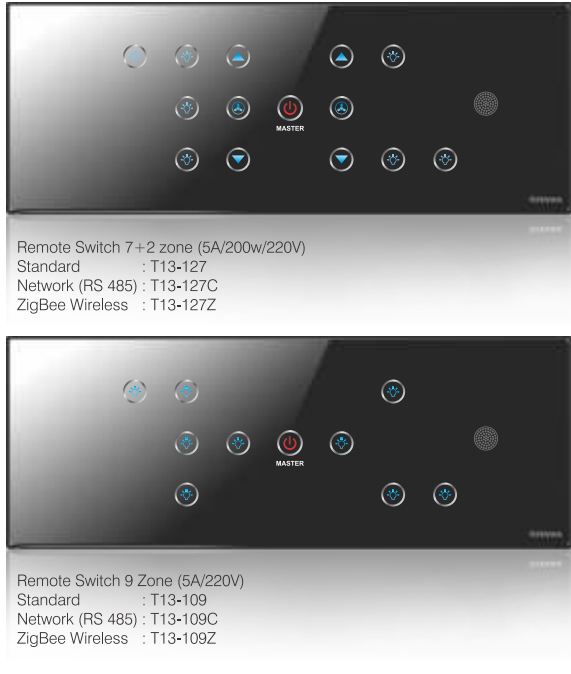 MASTER
Remote Switch 7+2 zone (5A/200w/220V)
Standard : T13-127
Network (RS 485) : T13-127C
ZigBee Wireless : T13-127Z
MASTER
Remote Switch 9 Zone (5A/220V)
Standard : T13-109
Network (RS 485) : T13-109C
ZigBee Wireless : T13-109Z